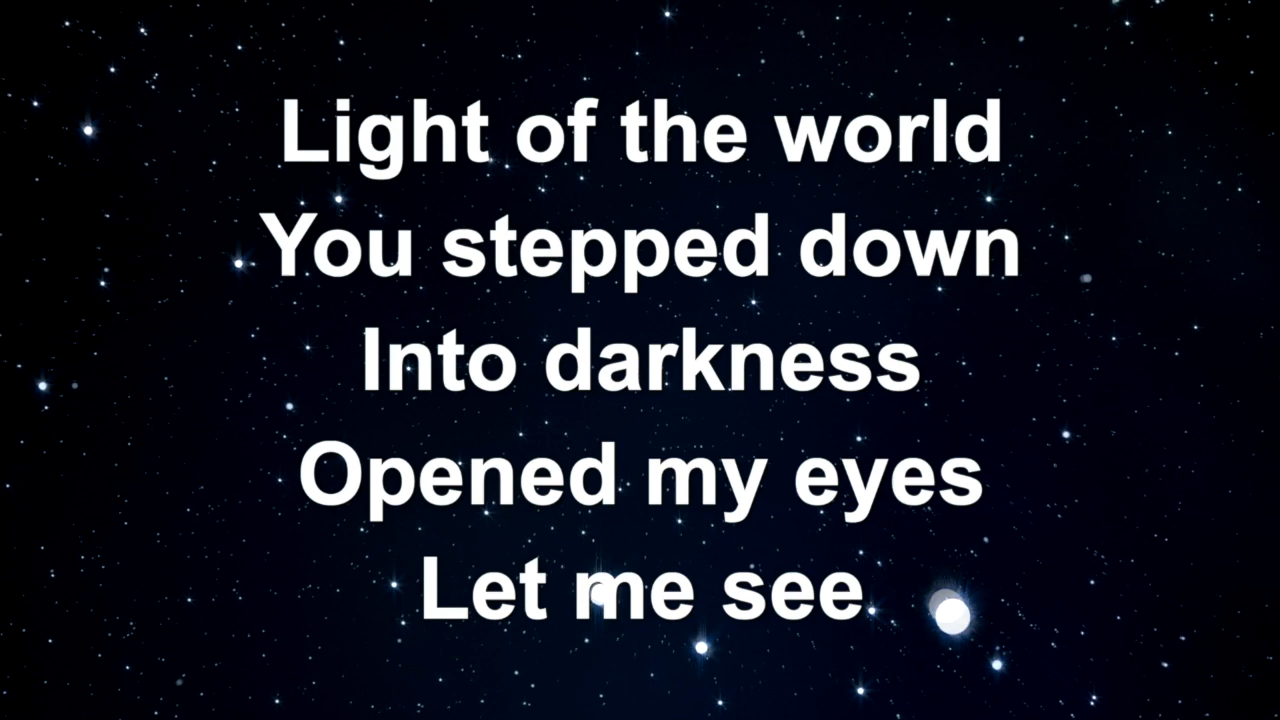 Light of the world
You stepped down
Into darkness
Opened my eyes
Let me see